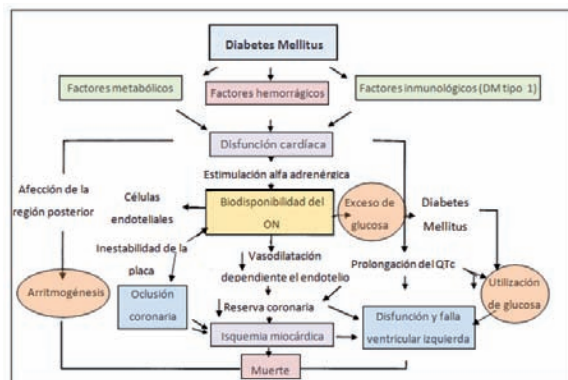 Diabetes Mellitus
Factores metabólicos
Factores hemorrágicos
Factores inmunológicos (DM tipo 1)
Disfunción cardíaca
Estimulación alfa adrenérgica
Afección de la
región posterior
Células
endoteliales
Biodisponibilidad del
ON
Exceso de
glucosa
Diabetes
Mellitus
Inestabilidad de la
placa
Vasodilatación
dependiente el endotelio
Prolongación del QTc
Arritmogénesis
Oclusión
coronaria
Reserva coronaria
Disfunción y falla
ventricular izquierda
Utilización
de glucosa
Isquemia miocárdica
Muerte